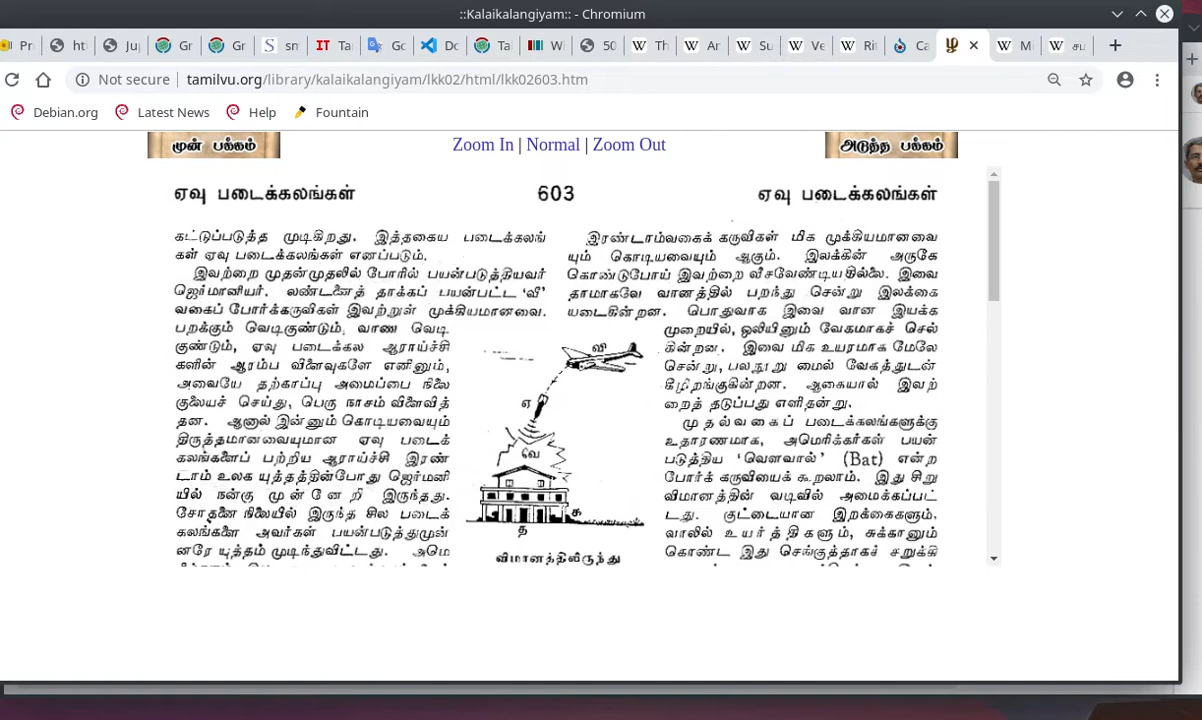 ::Kalaikalangiyam:: - Chromium
Not secure | tamilvu.org/library/kalaikalangiyam/lkk02/html/lkk02603.htm
Debian.org Latest News Help Fountain
முன் பக்கம் Zoom In | Normal | Zoom Out அடுத்த பக்கம்
ஏவு படைக்கலங்கள் 603 ஏவு படைக்கலங்கள்
கட்டுப்படுத்த முடிகிறது. இத்தகைய படைக்கலங்
கள் ஏவு படைக்கலங்கள் எனப்படும்.
இவற்றை முதன்முதலில் போரில் பயன்படுத்தியவர்
ஜெர்மானியர். லண்டனைத் தாக்கப் பயன்பட்ட 'வீ'
வகைப் போர்க்கருவிகள் இவற்றுள் முக்கியமானவை.
பறக்கும் வெடிகுண்டும், வாண வெடி
குண்டும், ஏவு படைக்கல ஆராய்ச்சி
களின் ஆரம்ப விளைவுகளே எனினும்,
அவையே தற்காப்பு அமைப்பை நிலை
குலையச் செய்து, பெரு நாசம் விளைவித்
தன. ஆனால் இன்னும் கொடியவையும்
திருத்தமானவையுமான ஏவு படைக்
கலங்களைப் பற்றிய ஆராய்ச்சி இரண்
டாம் உலக யுத்தத்தின்போது ஜெர்மனி
யில் நன்கு முன்னேறி இருந்தது.
சோதனை நிலையில் இருந்த சில படைக்
கலங்களை அவர்கள் பயன்படுத்துமுன்
னரே யுத்தம் முடிந்துவிட்டது. அமெ
வி
ஏ
வே
க
த
விமானத்திலிருந்து
இரண்டாம்வகைக் கருவிகள் மிக முக்கியமானவை
யும் கொடியவையும் ஆகும். இலக்கின் அருகே
கொண்டுபோய் இவற்றை வீசவேண்டியதில்லை. இவை
தாமாகவே வானத்தில் பறந்து சென்று இலக்கை
யடைகின்றன. பொதுவாக இவை வான இயக்க
முறையில், ஒலியினும் வேகமாகச் செல்
கின்றன. இவை மிக உயரமாக மேலே
சென்று, பலநூறு மைல் வேகத்துடன்
கீழிறங்குகின்றன. ஆகையால் இவற்
றைத் தடுப்பது எளிதன்று.
முதல்வகைப் படைக்கலங்களுக்கு
உதாரணமாக, அமெரிக்கர்கள் பயன்
படுத்திய 'வௌவால்' (Bat) என்ற
போர்க் கருவியைக் கூறலாம். இது சிறு
விமானத்தின் வடிவில் அமைக்கப்பட்
டது. குட்டையான இறக்கைகளும்.
வாலில் உயர்த்திகளும், சுக்கானும்
கொண்ட இது செங்குத்தாகச் சறுக்கி